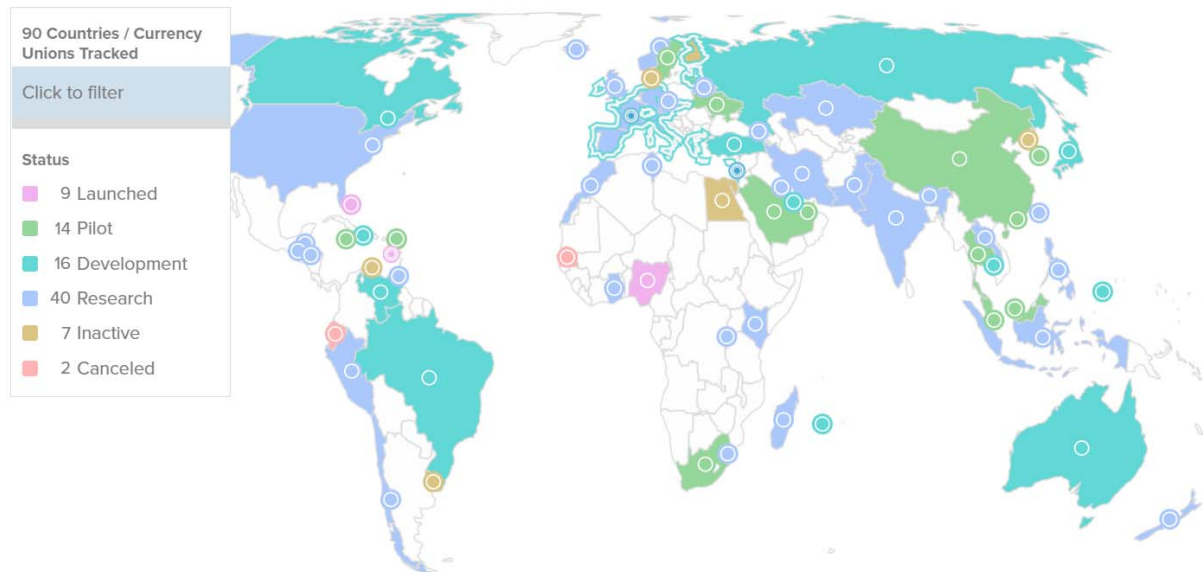 90 Countries / Currency
Unions Tracked
Click to filter
Status
9 Launched
14 Pilot
16 Development
40 Research
7 Inactive
2 Canceled